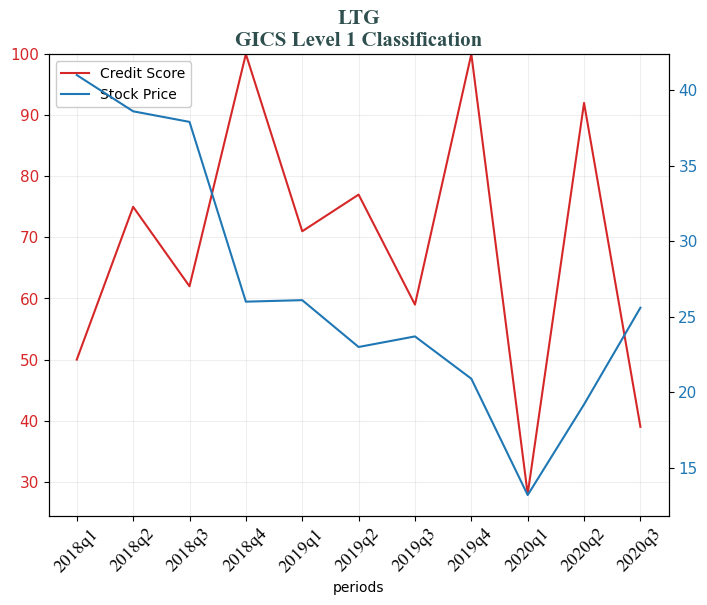 LTG
GICS Level 1 Classification
Credit Score
Stock Price
100
90
80
70
60
50
40
30
40
35
30
25
20
15
2018q1
2018q2
2018q3
2018q4
2019q1
2019q2
2019q3
2019q4
2020q1
2020q2
2020q3
periods